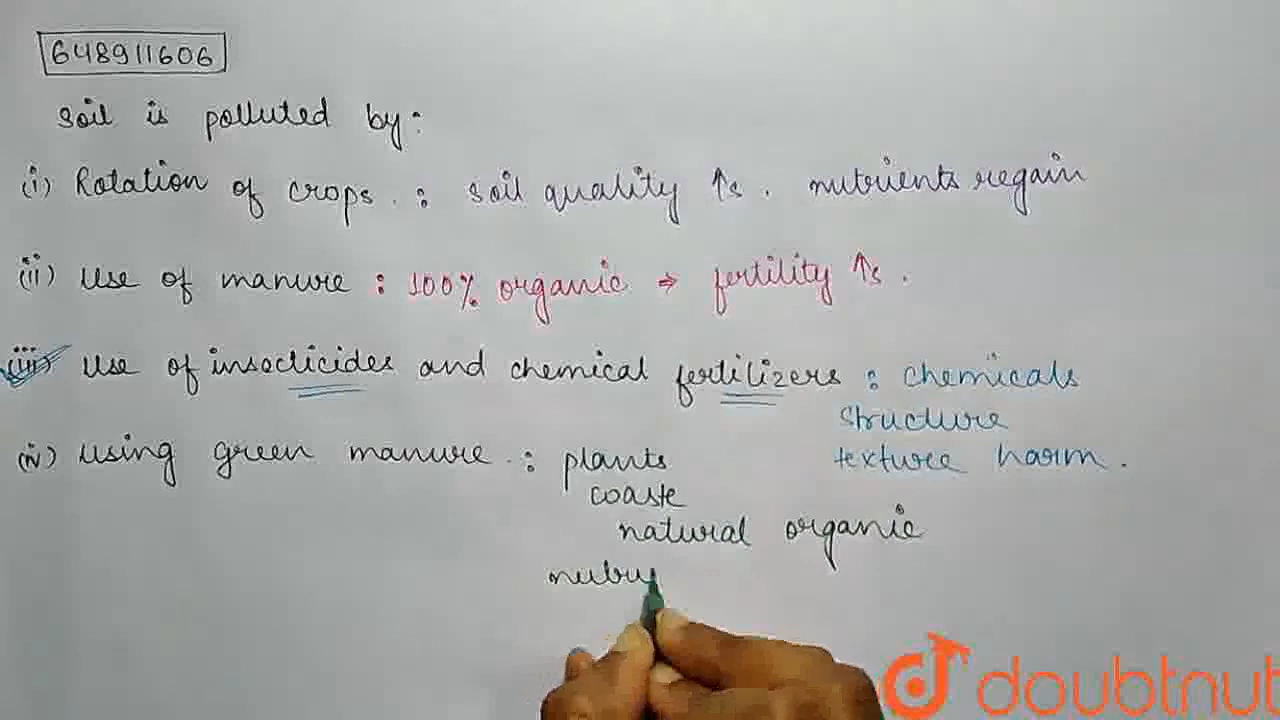 648911606
Soil is polluted by:
(i) Rotation of crops. : soil quality ↑s. nutrients regain
(ii) Use of manure : 100% organic ⇒ fertility ↑s.
(iii) Use of insecticides and chemical fertilizers : chemicals
structure
(iv) Using green manure. : plants texture harm.
waste
natural organic
nutri
doubtnut